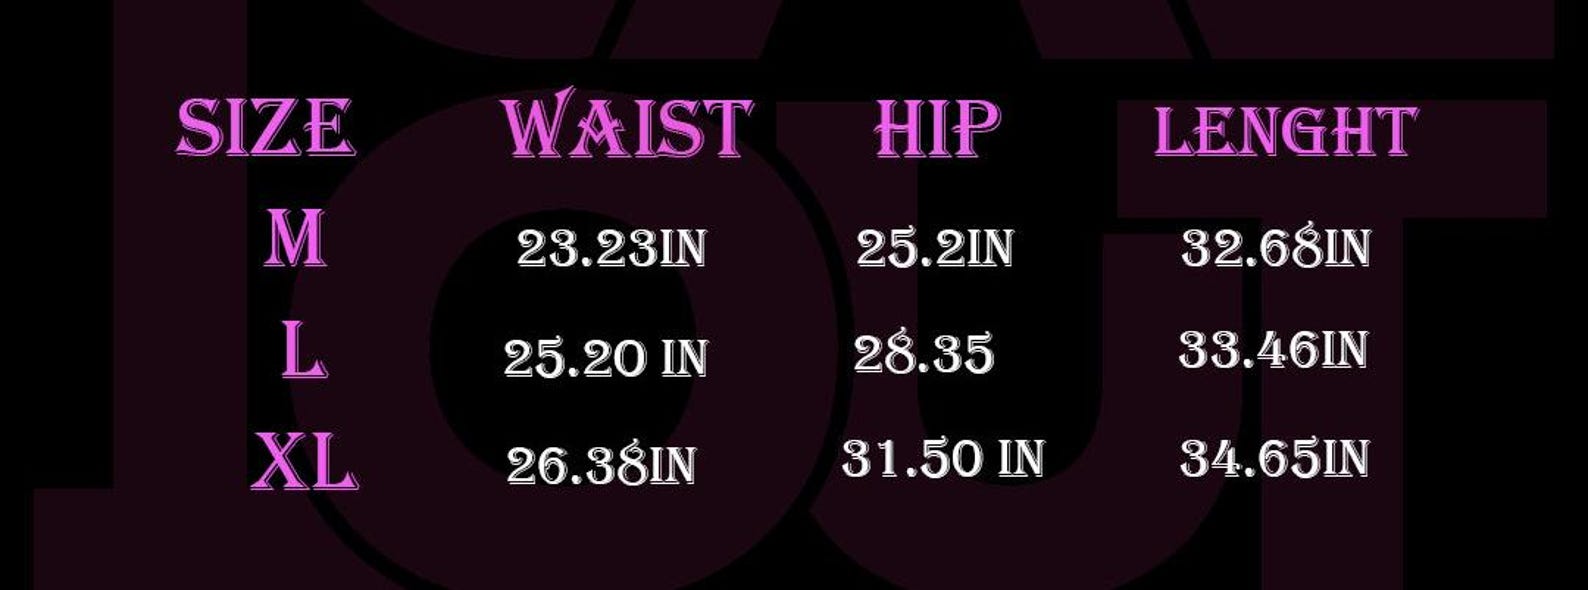 SIZE WAIST HIP LENGHT
M 23.23IN 25.2IN 32.68IN
L 25.20 IN 28.35 33.46IN
XL 26.38IN 31.50 IN 34.65IN